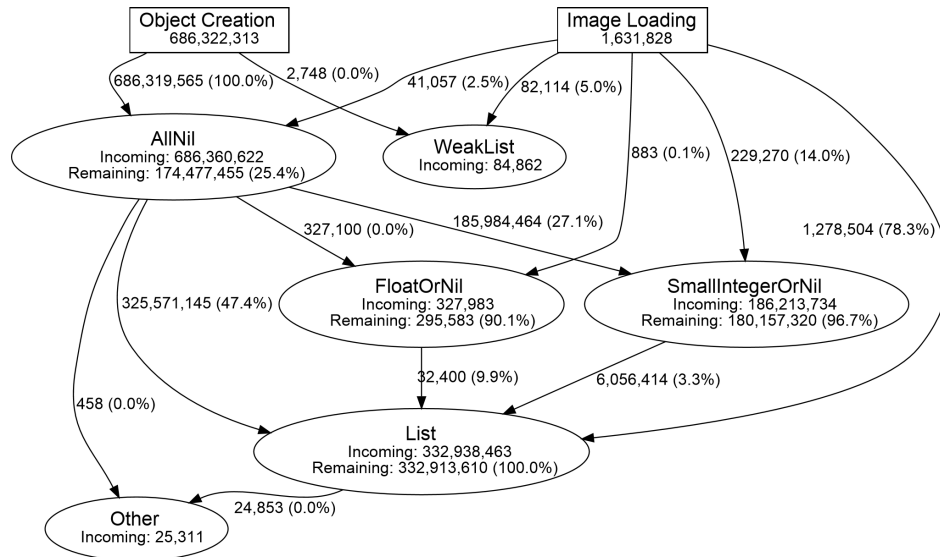 Object Creation
686,322,313
Image Loading
1,631,828
686,319,565 (100.0%)
2,748 (0.0%)
41,057 (2.5%)
82,114 (5.0%)
AllNil
Incoming: 686,360,622
Remaining: 174,477,455 (25.4%)
WeakList
Incoming: 84,862
883 (0.1%)
229,270 (14.0%)
327,100 (0.0%)
185,984,464 (27.1%)
1,278,504 (78.3%)
325,571,145 (47.4%)
FloatOrNil
Incoming: 327,983
Remaining: 295,583 (90.1%)
SmallIntegerOrNil
Incoming: 186,213,734
Remaining: 180,157,320 (96.7%)
32,400 (9.9%)
6,056,414 (3.3%)
458 (0.0%)
List
Incoming: 332,938,463
Remaining: 332,913,610 (100.0%)
24,853 (0.0%)
Other
Incoming: 25,311